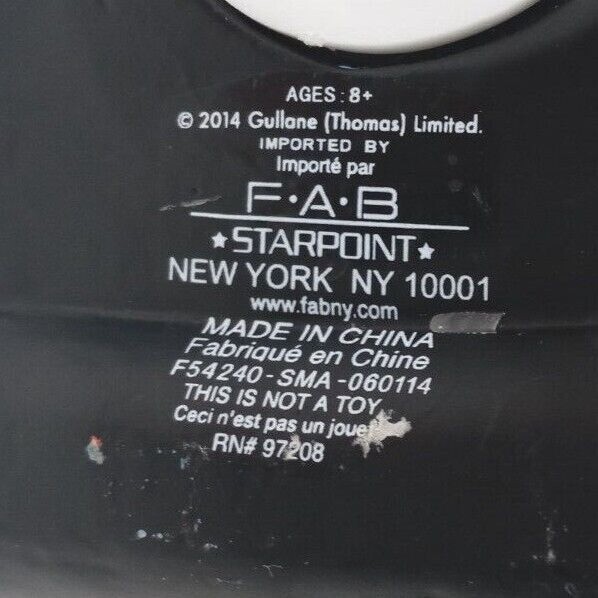 AGES : 8+
© 2014 Gullane (Thomas) Limited.
IMPORTED BY
Importé par
F•A•B
★STARPOINT★
NEW YORK NY 10001
www.fabny.com
MADE IN CHINA
Fabriqué en Chine
F54240-SMA-060114
THIS IS NOT A TOY
Ceci n'est pas un
RN# 97208